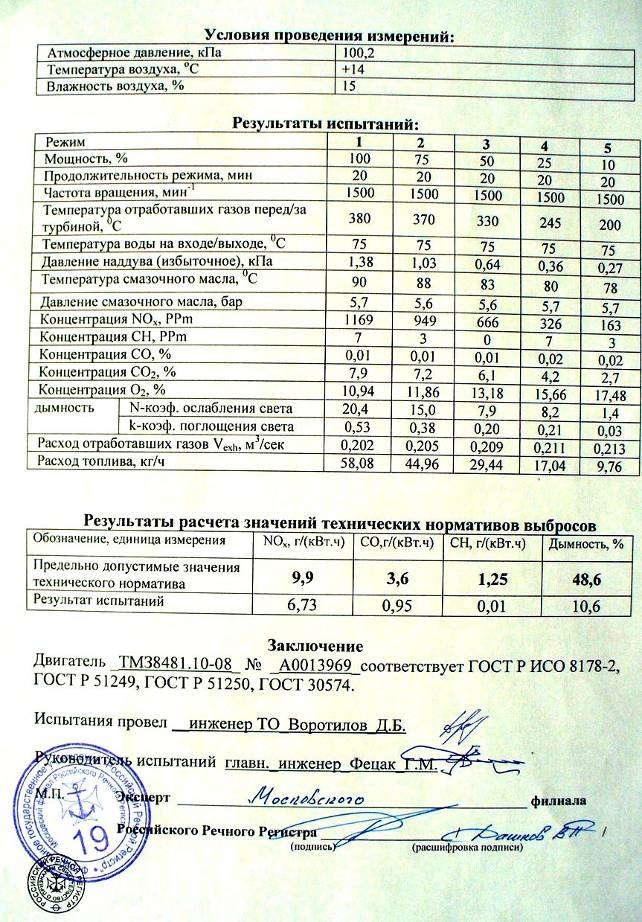 Условия проведения измерений:
Атмосферное давление, кПа 100,2
Температура воздуха, °С +14
Влажность воздуха, % 15
Результаты испытаний:
Режим 1 2 3 4 5
Мощность, % 100 75 50 25 10
Продолжительность режима, мин 20 20 20 20 20
Частота вращения, мин-1 1500 1500 1500 1500 1500
Температура отработавших газов перед/за
турбиной, °С 380 370 330 245 200
Температура воды на входе/выходе, °С 75 75 75 75 75
Давление наддува (избыточное), кПа 1,38 1,03 0,64 0,36 0,27
Температура смазочного масла, °С 90 88 83 80 78
Давление смазочного масла, бар 5,7 5,6 5,6 5,7 5,7
Концентрация NOx, PPm 1169 949 666 326 163
Концентрация CH, PPm 7 3 0 7 3
Концентрация CO, % 0,01 0,01 0,01 0,02 0,02
Концентрация CO2, % 7,9 7,2 6,1 4,2 2,7
Концентрация O2, % 10,94 11,86 13,18 15,66 17,48
дымность N-коэф. ослабления света 20,4 15,0 7,9 8,2 1,4
k-коэф. поглощения света 0,53 0,38 0,20 0,21 0,03
Расход отработавших газов Vexh, м3/сек 0,202 0,205 0,209 0,211 0,213
Расход топлива, кг/ч 58,08 44,96 29,44 17,04 9,76
Результаты расчета значений технических нормативов выбросов
Обозначение, единица измерения NOx, г/(кВт.ч) CO,г/(кВт.ч) CH, г/(кВт.ч) Дымность, %
Предельно допустимые значения
технического норматива 9,9 3,6 1,25 48,6
Результат испытаний 6,73 0,95 0,01 10,6
Заключение
Двигатель _ТМЗ8481.10-08_ № _А0013969_соответствует ГОСТ Р ИСО 8178-2,
ГОСТ Р 51249, ГОСТ Р 51250, ГОСТ 30574.
Испытания провел __инженер ТО_Воротилов_Д.Б.
Руководитель испытаний главн._инженер_Фецак_Г.М.
М.П.
Эксперт Московского филиала
Российского Речного Регистра Дашков В.Т.
(подпись) (расшифровка подписи)
19
РОССИЙСКИЙ РЕЧНОЙ РЕГИСТР